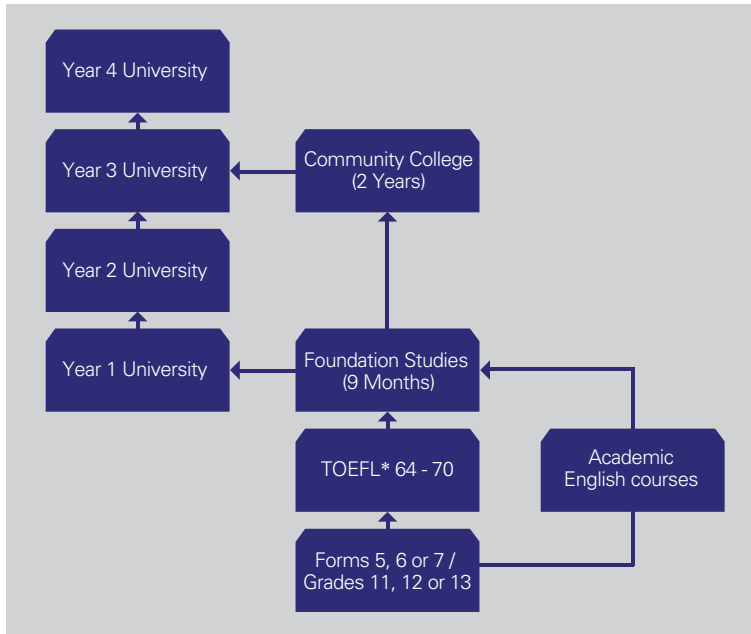 Year 4 University
Year 3 University
Community College
(2 Years)
Year 2 University
Year 1 University
Foundation Studies
(9 Months)
TOEFL* 64 - 70
Academic
English courses
Forms 5, 6 or 7 /
Grades 11, 12 or 13